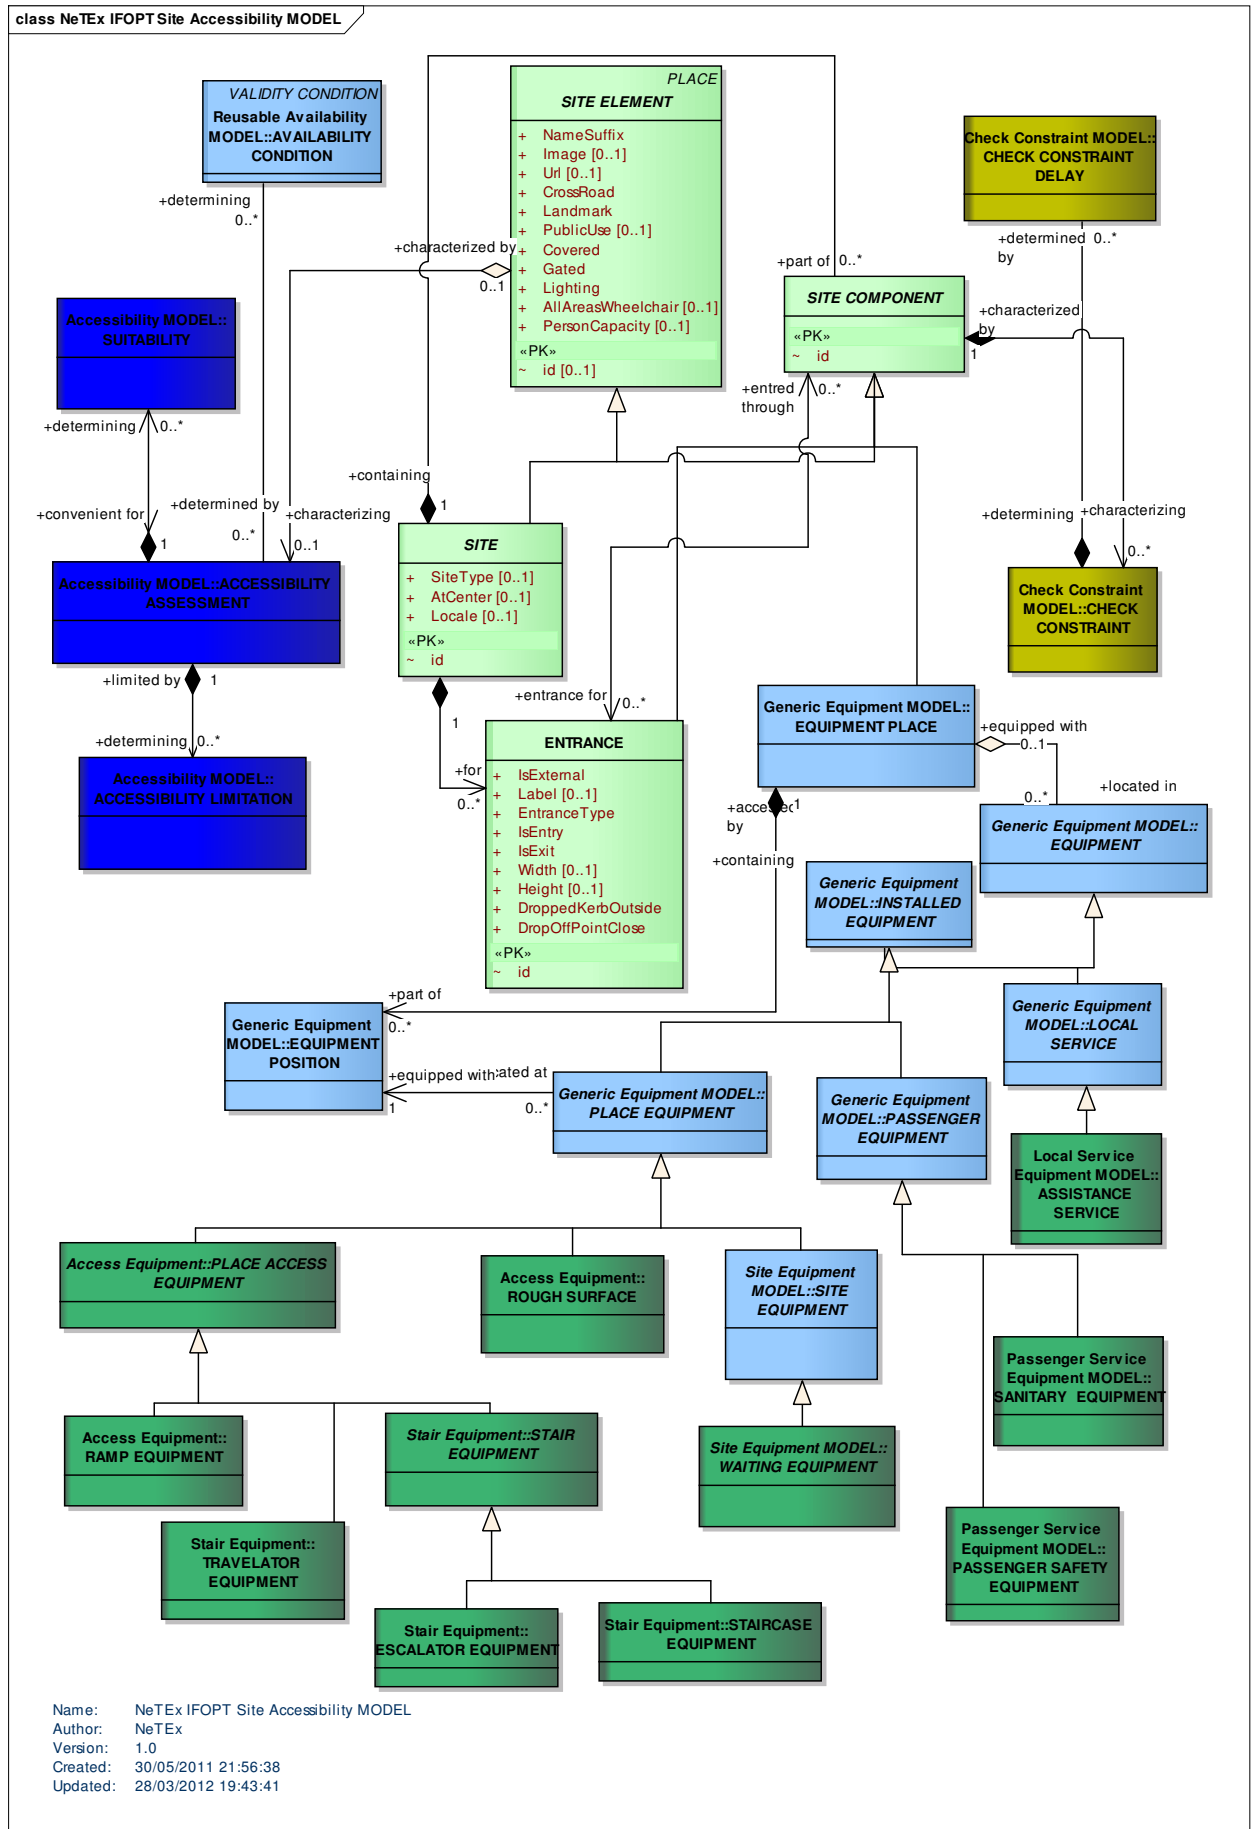 class NeTEx IFOPT Site Accessibility MODEL
VALIDITY CONDITION
Reusable Availability
MODEL::AVAILABILITY
CONDITION
+determining
0..*
PLACE
SITE ELEMENT
+ NameSuffix
+ Image [0..1]
+ Url [0..1]
+ CrossRoad
+ Landmark
+ PublicUse [0..1]
+ Covered
+ Gated
+ Lighting
+ AllAreasWheelchair [0..1]
+ PersonCapacity [0..1]
«PK»
~ id [0..1]
+characterized by
0..1
Check Constraint MODEL::
CHECK CONSTRAINT
DELAY
+determined 0..*
by
+part of 0..*
SITE COMPONENT
«PK»
~ id
+characterized
by
1
+entred 0..*
through
Accessibility MODEL::
SUITABILITY
+determining 0..*
+containing
1
+convenient for
1
+determined by
0..*
+characterizing
0..1
+determining
+characterizing
0..*
SITE
+ SiteType [0..1]
+ AtCenter [0..1]
+ Locale [0..1]
«PK»
~ id
Accessibility MODEL::ACCESSIBILITY
ASSESSMENT
Check Constraint
MODEL::CHECK
CONSTRAINT
+limited by 1
+determining 0..*
Accessibility MODEL::
ACCESSIBILITY LIMITATION
1
+for
0..*
+entrance for 0..*
ENTRANCE
+ IsExternal
+ Label [0..1]
+ EntranceType
+ IsEntry
+ IsExit
+ Width [0..1]
+ Height [0..1]
+ DroppedKerbOutside
+ DropOffPointClose
«PK»
~ id
Generic Equipment MODEL::
EQUIPMENT PLACE
+equipped with
0..1
+located in
0..*
+accessed 1
by
+containing
Generic Equipment MODEL::
EQUIPMENT
Generic Equipment
MODEL::INSTALLED
EQUIPMENT
Generic Equipment
MODEL::LOCAL
SERVICE
+part of
0..*
Generic Equipment
MODEL::EQUIPMENT
POSITION
+equipped with
1
ated at
0..*
Generic Equipment MODEL::
PLACE EQUIPMENT
Generic Equipment
MODEL::PASSENGER
EQUIPMENT
Local Service
Equipment MODEL::
ASSISTANCE
SERVICE
Access Equipment::PLACE ACCESS
EQUIPMENT
Access Equipment::
ROUGH SURFACE
Site Equipment
MODEL::SITE
EQUIPMENT
Passenger Service
Equipment MODEL::
SANITARY EQUIPMENT
Access Equipment::
RAMP EQUIPMENT
Stair Equipment::STAIR
EQUIPMENT
Site Equipment MODEL::
WAITING EQUIPMENT
Stair Equipment::
TRAVELATOR
EQUIPMENT
Passenger Service
Equipment MODEL::
PASSENGER SAFETY
EQUIPMENT
Stair Equipment::
ESCALATOR EQUIPMENT
Stair Equipment::STAIRCASE
EQUIPMENT
Name: NeTEx IFOPT Site Accessibility MODEL
Author: NeTEx
Version: 1.0
Created: 30/05/2011 21:56:38
Updated: 28/03/2012 19:43:41